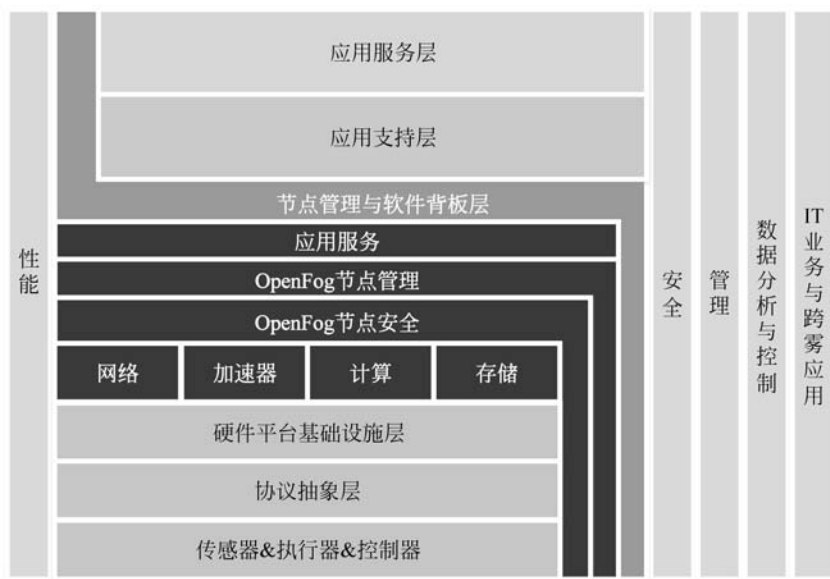 应用服务层
应用支持层
节点管理与软件背板层
应用服务
OpenFog节点管理
OpenFog节点安全
网络
加速器
计算
存储
硬件平台基础设施层
协议抽象层
传感器&执行器&控制器
性能
安全
管理
数据分析与控制
IT业务与跨雾应用